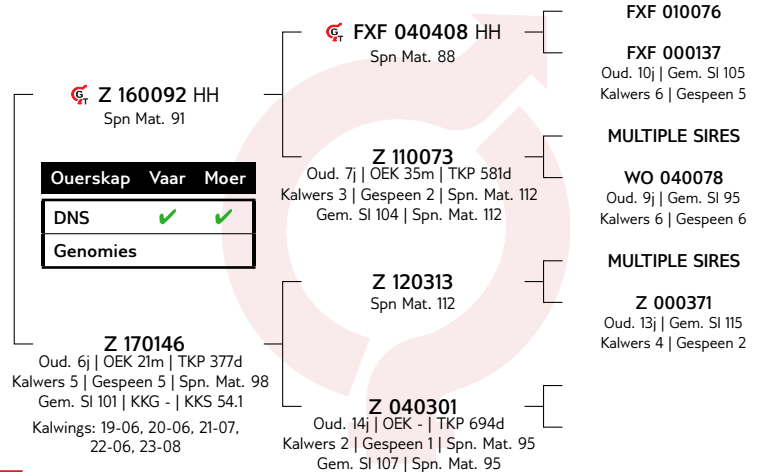 Z 160092 HH
Spn Mat. 91
Ouerskap Vaar Moer
DNS ✔ ✔
Genomies
Z 170146
Oud. 6j | OEK 21m | TKP 377d
Kalwers 5 | Gespeen 5 | Spn. Mat. 98
Gem. SI 101 | KKG - | KKS 54.1
Kalwings: 19-06, 20-06, 21-07,
22-06, 23-08
GT FXF 040408 HH
Spn Mat. 88
Z 110073
Oud. 7j | OEK 35m | TKP 581d
Kalwers 3 | Gespeen 2 | Spn. Mat. 112
Gem. SI 104 | Spn. Mat. 112
Z 120313
Spn Mat. 112
Z 040301
Oud. 14j | OEK - | TKP 694d
Kalwers 2 | Gespeen 1 | Spn. Mat. 95
Gem. SI 107 | Spn. Mat. 95
FXF 010076
FXF 000137
Oud. 10j | Gem. SI 105
Kalwers 6 | Gespeen 5
MULTIPLE SIRES
WO 040078
Oud. 9j | Gem. SI 95
Kalwers 6 | Gespeen 6
MULTIPLE SIRES
Z 000371
Oud. 13j | Gem. SI 115
Kalwers 4 | Gespeen 2